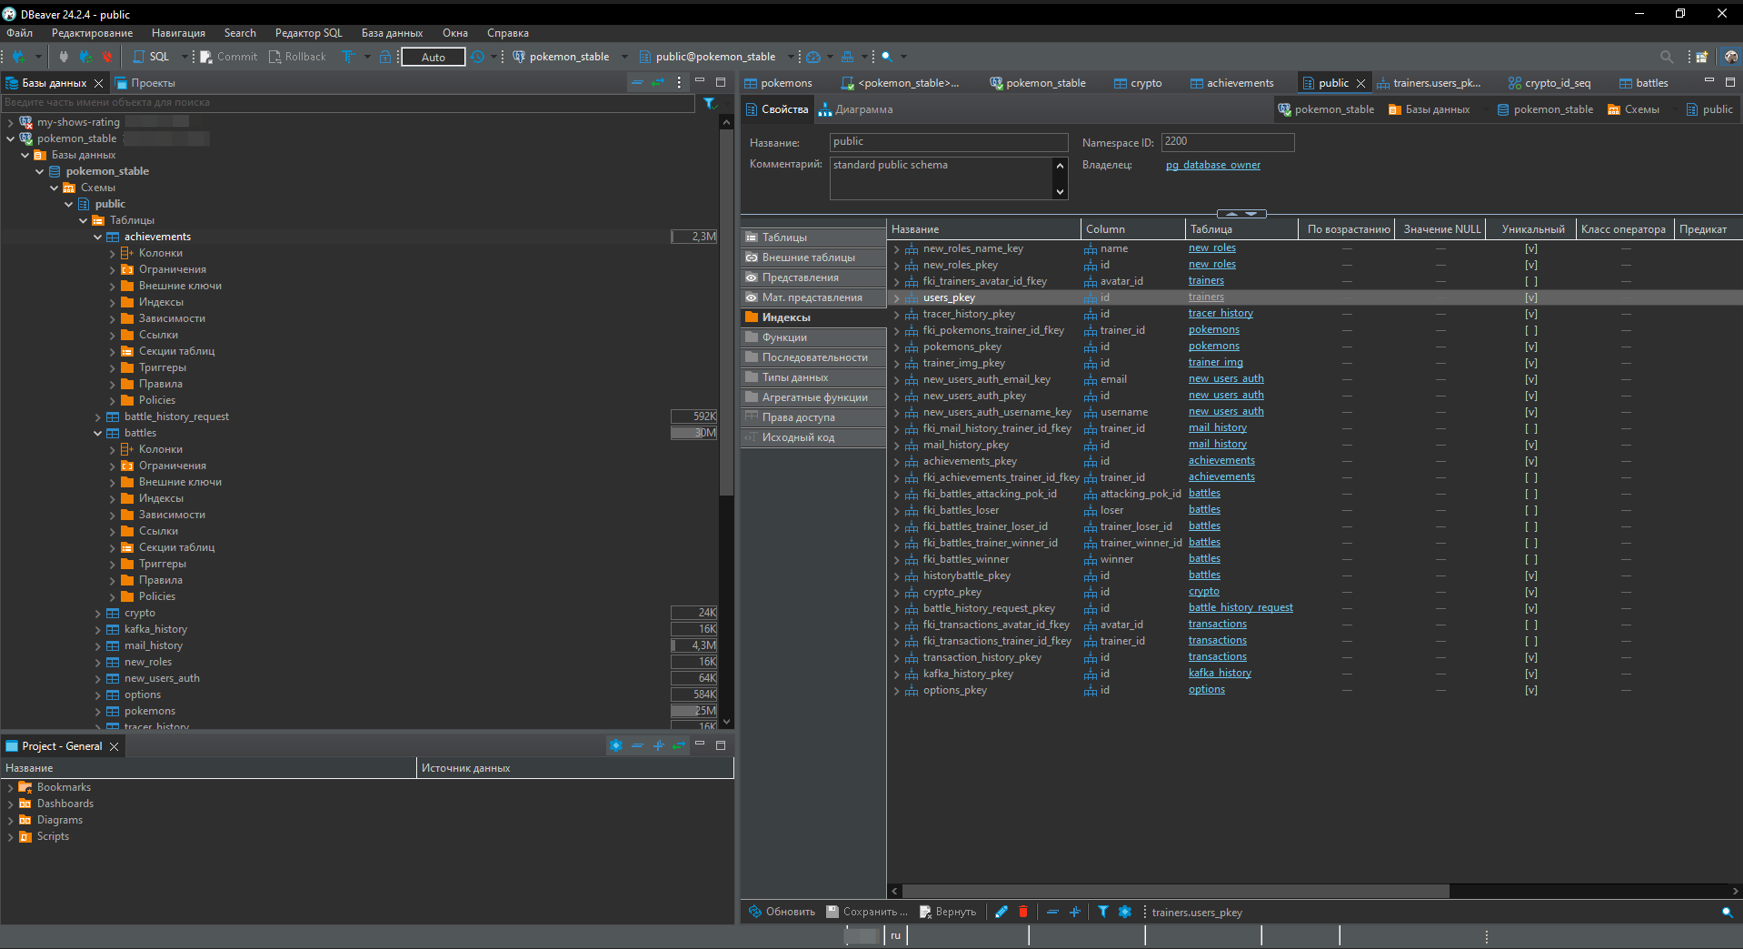 DBeaver 24.2.4 - public
Файл Редактирование Навигация Search Редактор SQL База данных Окна Справка
SQL Commit Rollback Auto pokemon_stable public@pokemon_stable
Базы данных Проекты
Введите часть имени объекта для поиска
my-shows-rating
pokemon_stable
Базы данных
pokemon_stable
Схемы
public
Таблицы
achievements 2,3M
Колонки
Ограничения
Внешние ключи
Индексы
Зависимости
Ссылки
Секции таблиц
Триггеры
Правила
Policies
battle_history_request 592K
battles 30M
Колонки
Ограничения
Внешние ключи
Индексы
Зависимости
Ссылки
Секции таблиц
Триггеры
Правила
Policies
crypto 24K
kafka_history 16K
mail_history 4,3M
new_roles 16K
new_users_auth 64K
options 584K
pokemons 25M
tracer_history 16K
Project - General
Название Источник данных
Bookmarks
Dashboards
Diagrams
Scripts
pokemons <pokemon_stable>... pokemon_stable crypto achievements public trainers.users_pk... crypto_id_seq battles
Свойства Диаграмма pokemon_stable Базы данных pokemon_stable Схемы public
Название: public Namespace ID: 2200
Комментарий: standard public schema Владелец: pg_database_owner
Таблицы
Внешние таблицы
Представления
Мат. представления
Индексы
Функции
Последовательности
Типы данных
Агрегатные функции
Права доступа
Исходный код
Название Column Таблица По возрастанию Значение NULL Уникальный Класс оператора Предикат
new_roles_name_key name new_roles — — [v] —
new_roles_pkey id new_roles — — [v] —
fki_trainers_avatar_id_fkey avatar_id trainers — — [ ] —
users_pkey id trainers — — [v] —
tracer_history_pkey id tracer_history — — [v] —
fki_pokemons_trainer_id_fkey trainer_id pokemons — — [ ] —
pokemons_pkey id pokemons — — [v] —
trainer_img_pkey id trainer_img — — [v] —
new_users_auth_email_key email new_users_auth — — [v] —
new_users_auth_pkey id new_users_auth — — [v] —
new_users_auth_username_key username new_users_auth — — [v] —
fki_mail_history_trainer_id_fkey trainer_id mail_history — — [ ] —
mail_history_pkey id mail_history — — [v] —
achievements_pkey id achievements — — [v] —
fki_achievements_trainer_id_fkey trainer_id achievements — — [ ] —
fki_battles_attacking_pok_id attacking_pok_id battles — — [ ] —
fki_battles_loser loser battles — — [ ] —
fki_battles_trainer_loser_id trainer_loser_id battles — — [ ] —
fki_battles_trainer_winner_id trainer_winner_id battles — — [ ] —
fki_battles_winner winner battles — — [ ] —
historybattle_pkey id battles — — [v] —
crypto_pkey id crypto — — [v] —
battle_history_request_pkey id battle_history_request — — [v] —
fki_transactions_avatar_id_fkey avatar_id transactions — — [ ] —
fki_transactions_trainer_id_fkey trainer_id transactions — — [ ] —
transaction_history_pkey id transactions — — [v] —
kafka_history_pkey id kafka_history — — [v] —
options_pkey id options — — [v] —
Обновить Сохранить ... Вернуть trainers.users_pkey
ru